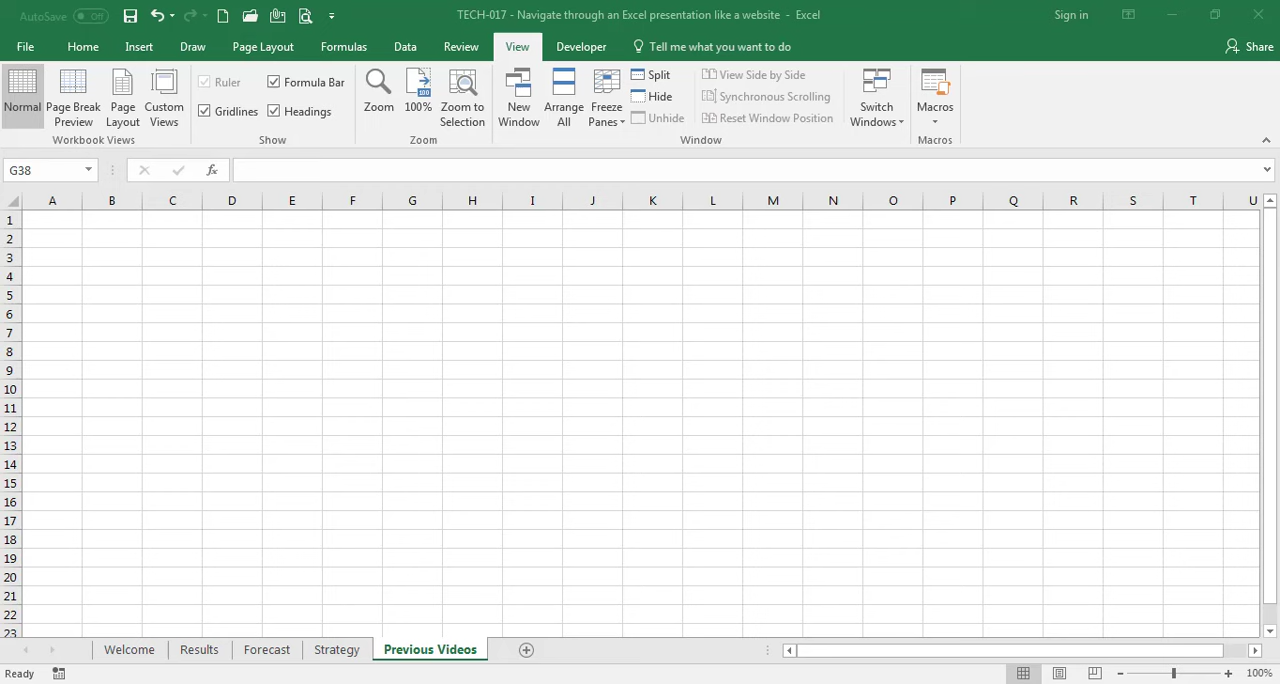 AutoSave Off TECH-017 - Navigate through an Excel presentation like a website - Excel Sign in
File Home Insert Draw Page Layout Formulas Data Review View Developer Tell me what you want to do Share
Normal Page Break Preview Page Layout Custom Views
Ruler Formula Bar
Gridlines Headings
Zoom 100% Zoom to Selection
New Window Arrange All Freeze Panes
Split View Side by Side
Hide Synchronous Scrolling
Unhide Reset Window Position
Switch Windows Macros
Workbook Views Show Zoom Window Macros
G38 fx
A B C D E F G H I J K L M N O P Q R S T U
1
2
3
4
5
6
7
8
9
10
11
12
13
14
15
16
17
18
19
20
21
22
23
Welcome Results Forecast Strategy Previous Videos
Ready 100%